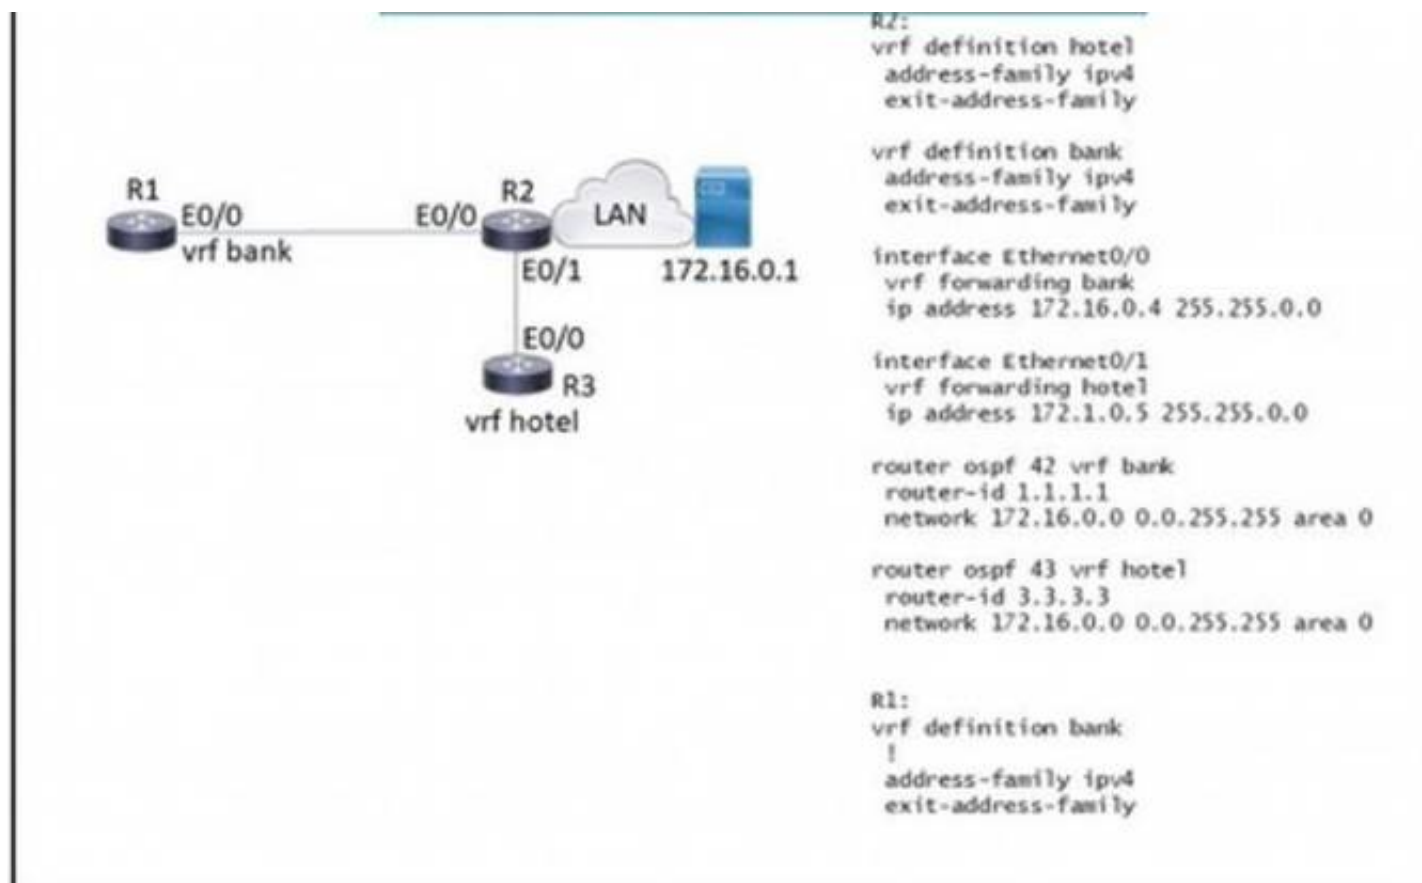 R1
E0/0
vrf bank
E0/0
R2
LAN
E0/1
172.16.0.1
E0/0
R3
vrf hotel
R2:
vrf definition hotel
address-family ipv4
exit-address-family
vrf definition bank
address-family ipv4
exit-address-family
interface Ethernet0/0
vrf forwarding bank
ip address 172.16.0.4 255.255.0.0
interface Ethernet0/1
vrf forwarding hotel
ip address 172.1.0.5 255.255.0.0
router ospf 42 vrf bank
router-id 1.1.1.1
network 172.16.0.0 0.0.255.255 area 0
router ospf 43 vrf hotel
router-id 3.3.3.3
network 172.16.0.0 0.0.255.255 area 0
R1:
vrf definition bank
!
address-family ipv4
exit-address-family